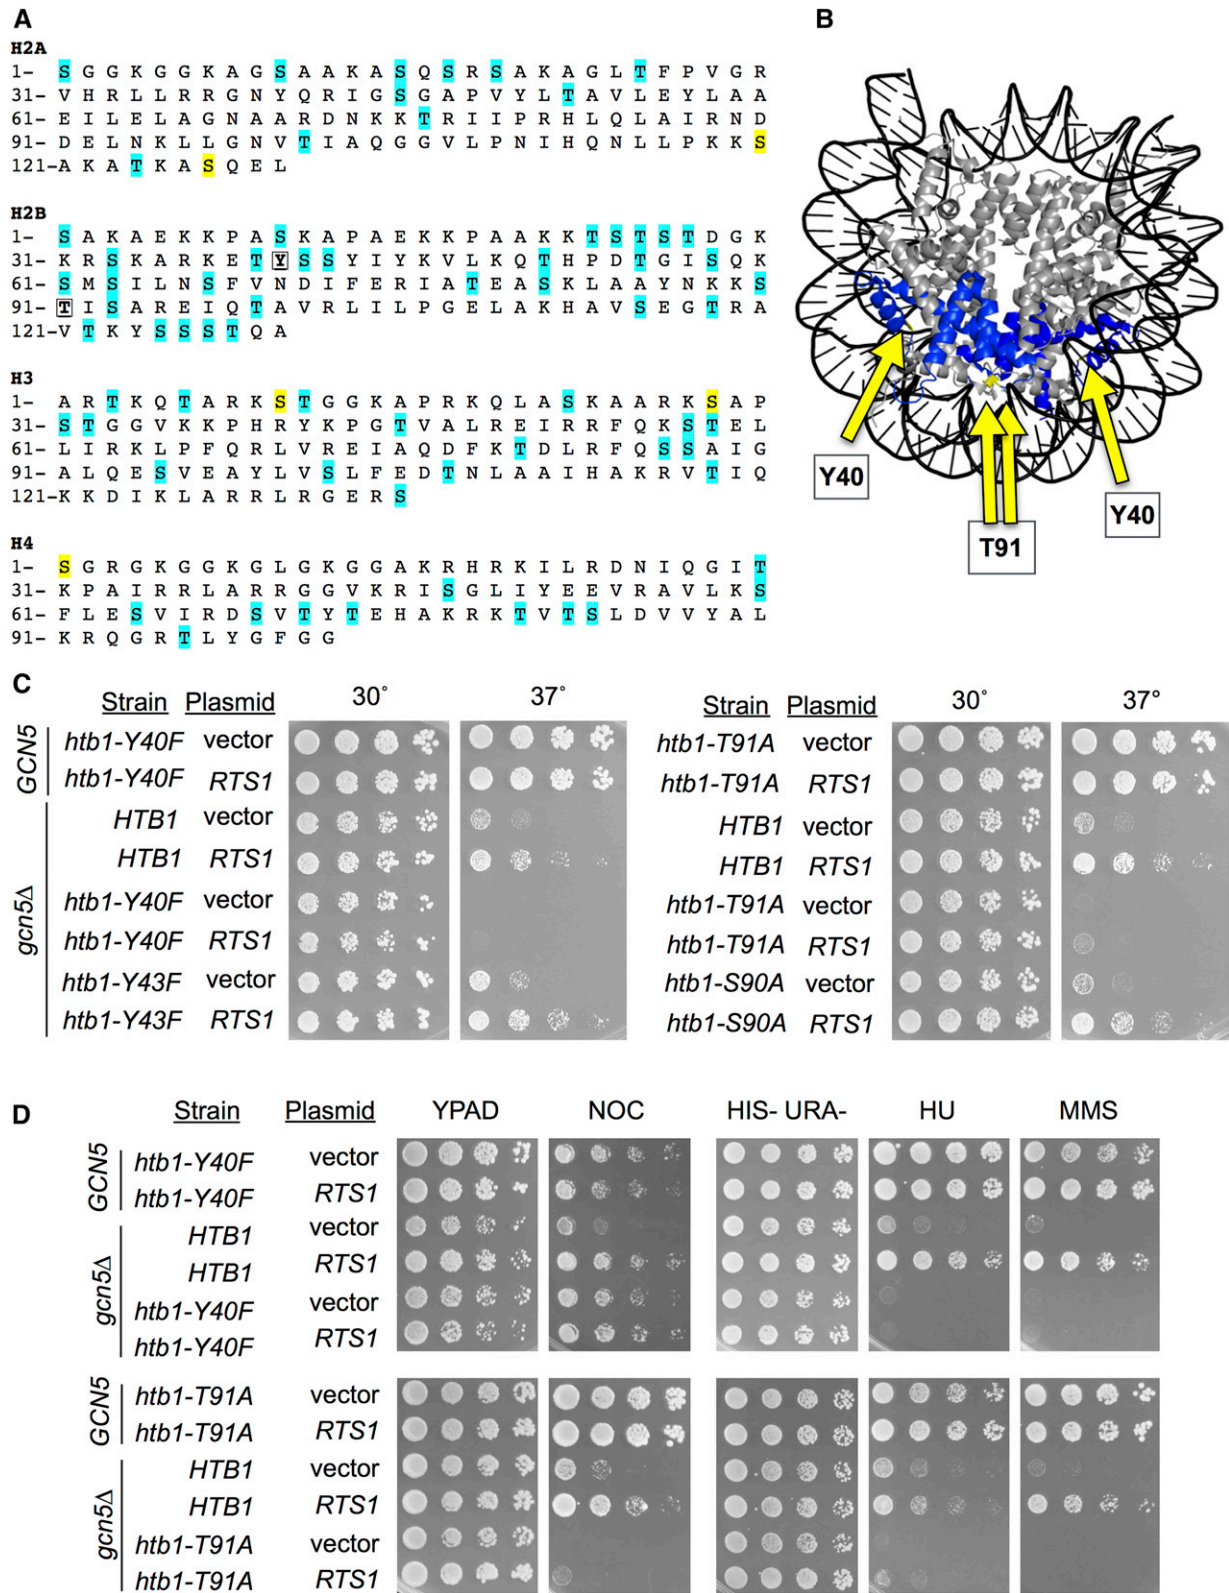 A
H2A
1- S G G K G G K A G S A A K A S Q S R S A K A G L T F P V G R
31- V H R L L R R G N Y Q R I G S G A P V Y L T A V L E Y L A A
61- E I L E L A G N A A R D N K K T R I I P R H L Q L A I R N D
91- D E L N K L L G N V T I A Q G G V L P N I H Q N L L P K K S
121- A K A T K A S Q E L
H2B
1- S A K A E K K P A S K A P A E K K P A A K K T S T S T D G K
31- K R S K A R K E T Y S S Y I Y K V L K Q T H P D T G I S Q K
61- S M S I L N S F V N D I F E R I A T E A S K L A A Y N K K S
91- T I S A R E I Q T A V R L I L P G E L A K H A V S E G T R A
121- V T K Y S S S T Q A
H3
1- A R T K Q T A R K S T G G K A P R K Q L A S K A A R K S A P
31- S T G G V K K P H R Y K P G T V A L R E I R R F Q K S T E L
61- L I R K L P F Q R L V R E I A Q D F K T D L R F Q S S A I G
91- A L Q E S V E A Y L V S L F E D T N L A A I H A K R V T I Q
121- K K D I K L A R R L R G E R S
H4
1- S G R G K G G K G L G K G G A K R H R K I L R D N I Q G I T
31- K P A I R R L A R R G G V K R I S G L I Y E E V R A V L K S
61- F L E S V I R D S V T Y T E H A K R K T V T S L D V V Y A L
91- K R Q G R T L Y G F G G
B
Y40
T91
Y40
C
Strain Plasmid 30° 37°
GCN5
htb1-Y40F vector
htb1-Y40F RTS1
gcn5Δ
HTB1 vector
HTB1 RTS1
htb1-Y40F vector
htb1-Y40F RTS1
htb1-Y43F vector
htb1-Y43F RTS1
Strain Plasmid 30° 37°
htb1-T91A vector
htb1-T91A RTS1
HTB1 vector
HTB1 RTS1
htb1-T91A vector
htb1-T91A RTS1
htb1-S90A vector
htb1-S90A RTS1
D
Strain Plasmid YPAD NOC HIS- URA- HU MMS
GCN5
htb1-Y40F vector
htb1-Y40F RTS1
gcn5Δ
HTB1 vector
HTB1 RTS1
htb1-Y40F vector
htb1-Y40F RTS1
GCN5
htb1-T91A vector
htb1-T91A RTS1
gcn5Δ
HTB1 vector
HTB1 RTS1
htb1-T91A vector
htb1-T91A RTS1